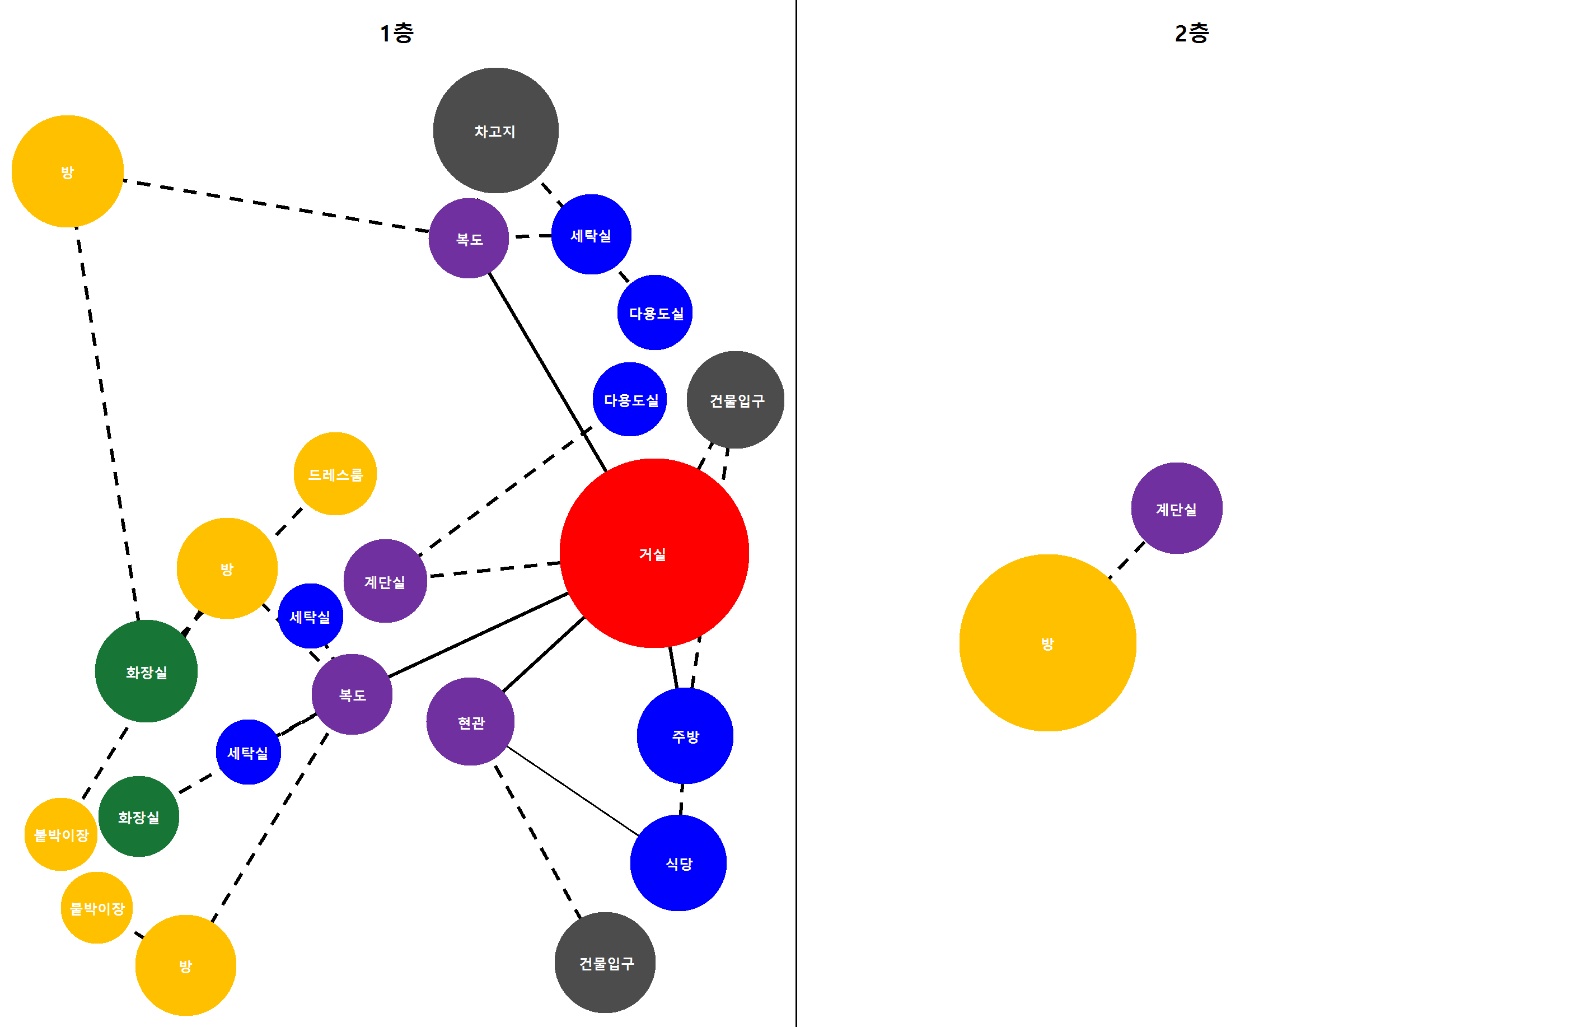 1층
2층
차고지
방
복도
세탁실
다용도실
다용도실
건물입구
드레스룸
계단실
거실
방
계단실
세탁실
화장실
방
복도
현관
주방
세탁실
화장실
붙박이장
식당
붙박이장
방
건물입구